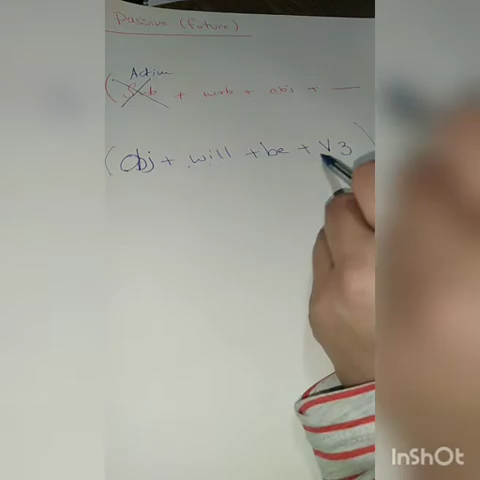 Passive (future)
Active
(Sub + verb + obj + —
(Obj + will + be + V3)
InShOt